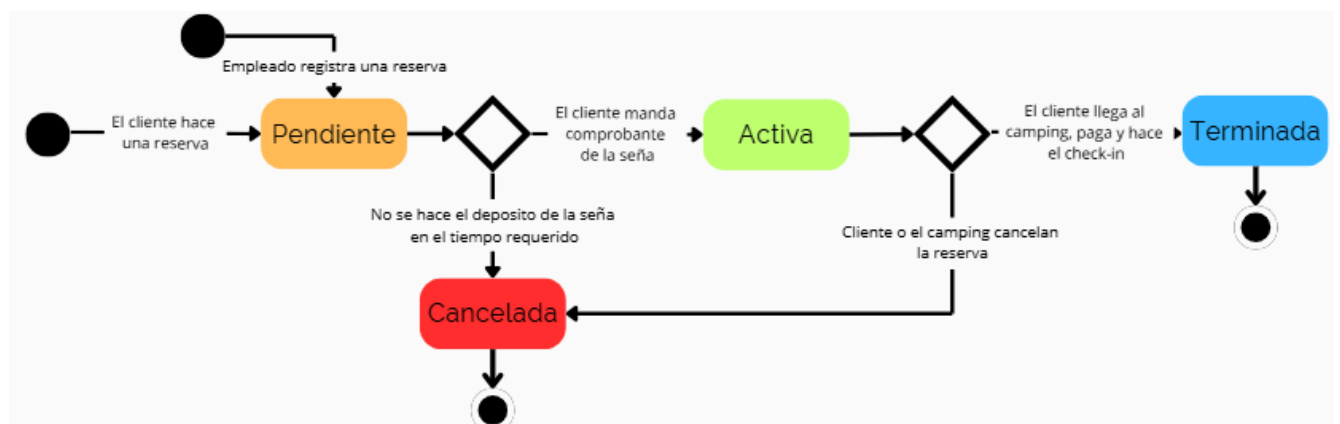 Empleado registra una reserva
El cliente hace
una reserva
Pendiente
El cliente manda
comprobante
de la seña
Activa
El cliente llega al
camping, paga y hace
el check-in
Terminada
No se hace el deposito de la seña
en el tiempo requerido
Cliente o el camping cancelan
la reserva
Cancelada